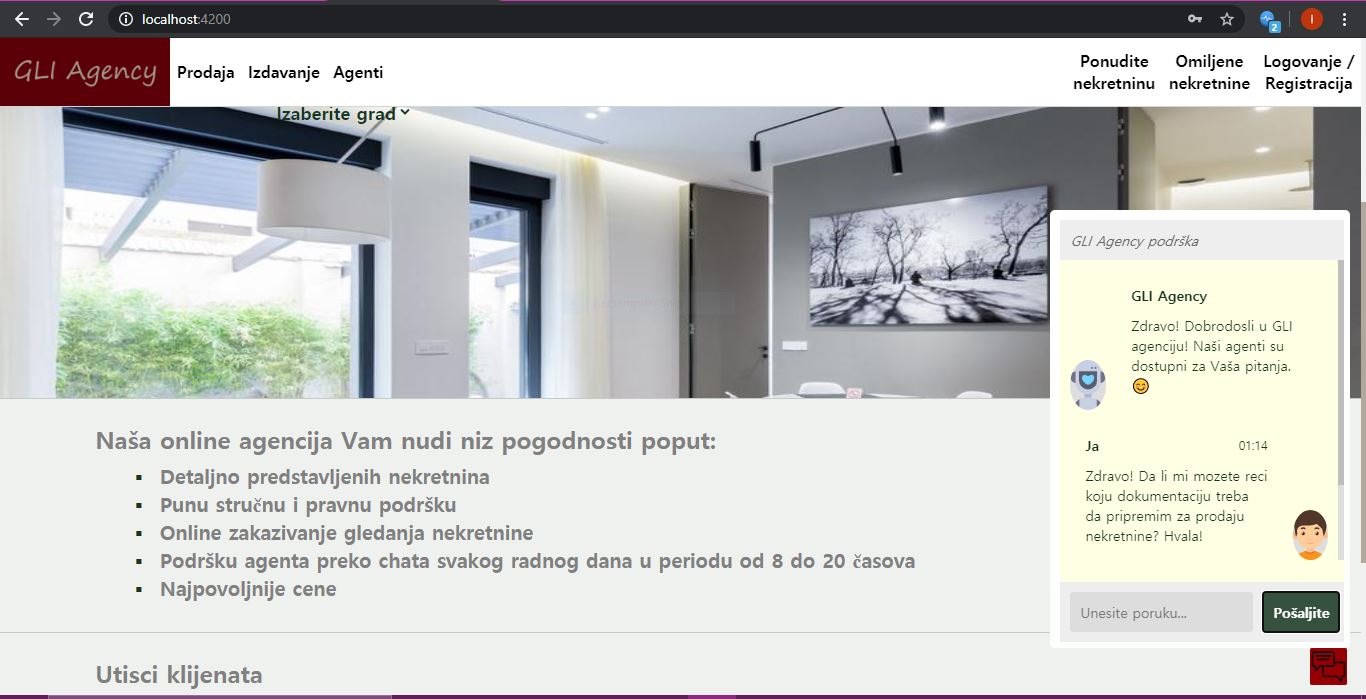 localhost:4200
2
I
GLI Agency
Prodaja Izdavanje Agenti
Ponudite nekretninu
Omiljene nekretnine
Logovanje / Registracija
Izaberite grad
Naša online agencija Vam nudi niz pogodnosti poput:
Detaljno predstavljenih nekretnina
Punu stručnu i pravnu podršku
Online zakazivanje gledanja nekretnine
Podršku agenta preko chata svakog radnog dana u periodu od 8 do 20 časova
Najpovoljnije cene
Utisci klijenata
GLI Agency podrška
GLI Agency
Zdravo! Dobrodosli u GLI
agenciju! Naši agenti su
dostupni za Vaša pitanja.
😊
Ja 01:14
Zdravo! Da li mi mozete reci
koju dokumentaciju treba
da pripremim za prodaju
nekretnine? Hvala!
Unesite poruku... Pošaljite